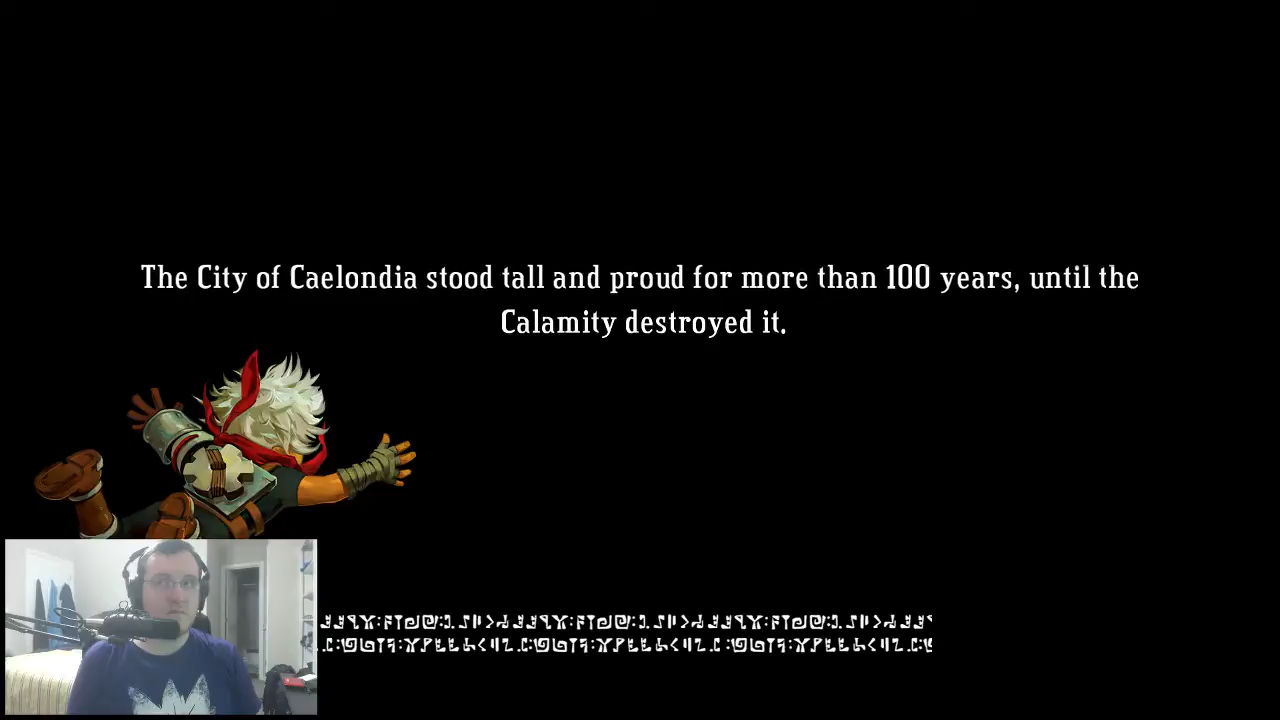 The City of Caelondia stood tall and proud for more than 100 years, until the
Calamity destroyed it.